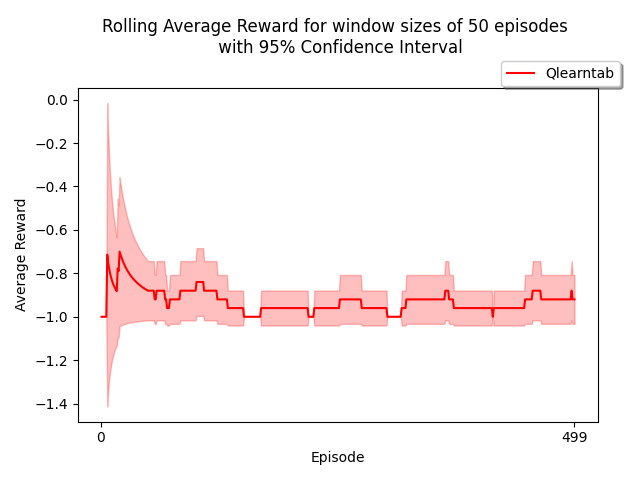 Rolling Average Reward for window sizes of 50 episodes
with 95% Confidence Interval
Qlearntab
0.0
−0.2
−0.4
−0.6
−0.8
−1.0
−1.2
−1.4
Average Reward
0
499
Episode